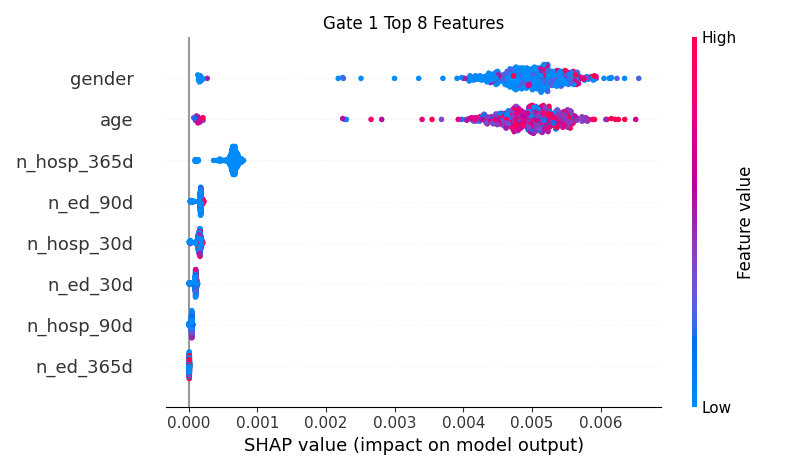 Gate 1 Top 8 Features
High
gender
age
n_hosp_365d
n_ed_90d
n_hosp_30d
n_ed_30d
n_hosp_90d
n_ed_365d
Feature value
Low
0.000 0.001 0.002 0.003 0.004 0.005 0.006
SHAP value (impact on model output)